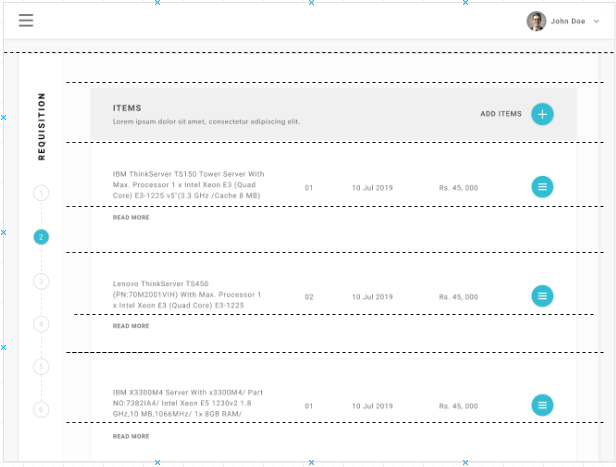 John Doe
REQUISITION
ITEMS
Lorem ipsum dolor sit amet, consectetur adipiscing elit.
ADD ITEMS
1
2
3
4
5
6
IBM ThinkServer TS150 Tower Server With
Max. Processor 1 x Intel Xeon E3 (Quad
Core) E3-1225 v5"(3.3 GHz /Cache 8 MB)
01
10 Jul 2019
Rs. 45, 000
READ MORE
Lenovo ThinkServer TS450
(PN:70M2001VIH) With Max. Processor 1
x Intel Xeon E3 (Quad Core) E3-1225
02
10 Jul 2019
Rs. 45, 000
READ MORE
IBM X3300M4 Server With x3300M4/ Part
NO:7382IA4/ Intel Xeon E5 1230v2 1.8
GHz,10 MB,1066MHz/ 1x 8GB RAM/
01
10 Jul 2019
Rs. 45, 000
READ MORE